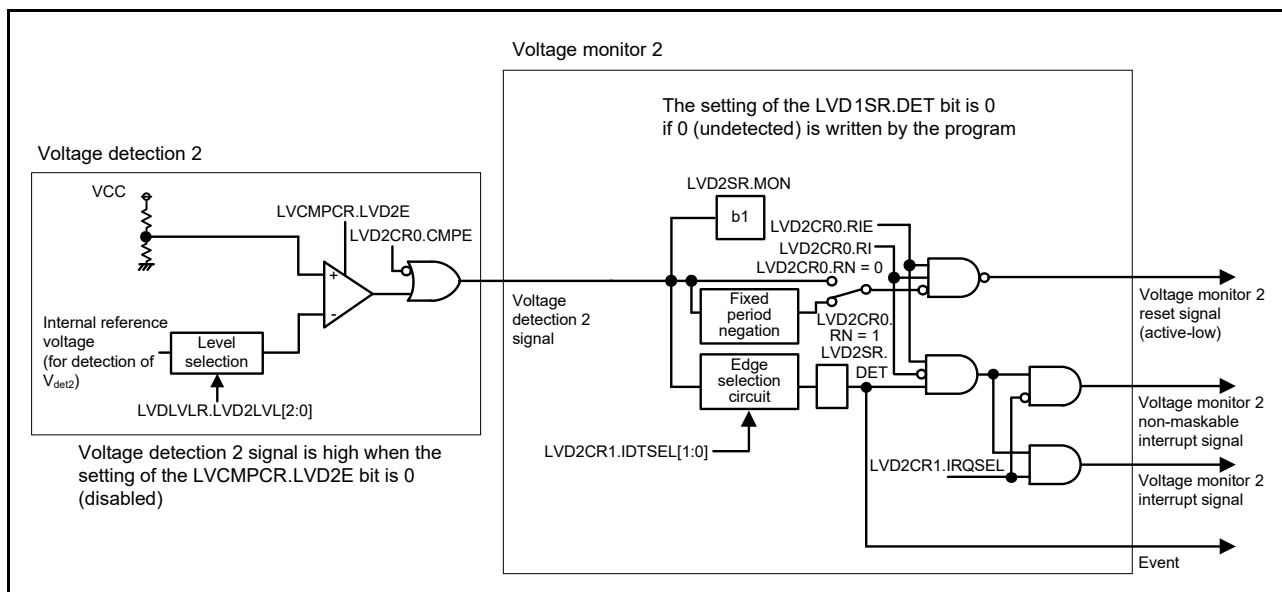 Voltage monitor 2
The setting of the LVD1SR.DET bit is 0
if 0 (undetected) is written by the program
Voltage detection 2
VCC
LVCMPCR.LVD2E
LVD2CR0.CMPE
+
-
Internal reference
voltage
(for detection of
Vdet2)
Level
selection
LVDLVLR.LVD2LVL[2:0]
Voltage detection 2 signal is high when the
setting of the LVCMPCR.LVD2E bit is 0
(disabled)
Voltage
detection 2
signal
LVD2SR.MON
b1
LVD2CR0.RIE
LVD2CR0.RI
LVD2CR0.RN = 0
Fixed
period
negation
LVD2CR0.
RN = 1
LVD2SR.
DET
Edge
selection
circuit
LVD2CR1.IDTSEL[1:0]
LVD2CR1.IRQSEL
Voltage monitor 2
reset signal
(active-low)
Voltage monitor 2
non-maskable
interrupt signal
Voltage monitor 2
interrupt signal
Event